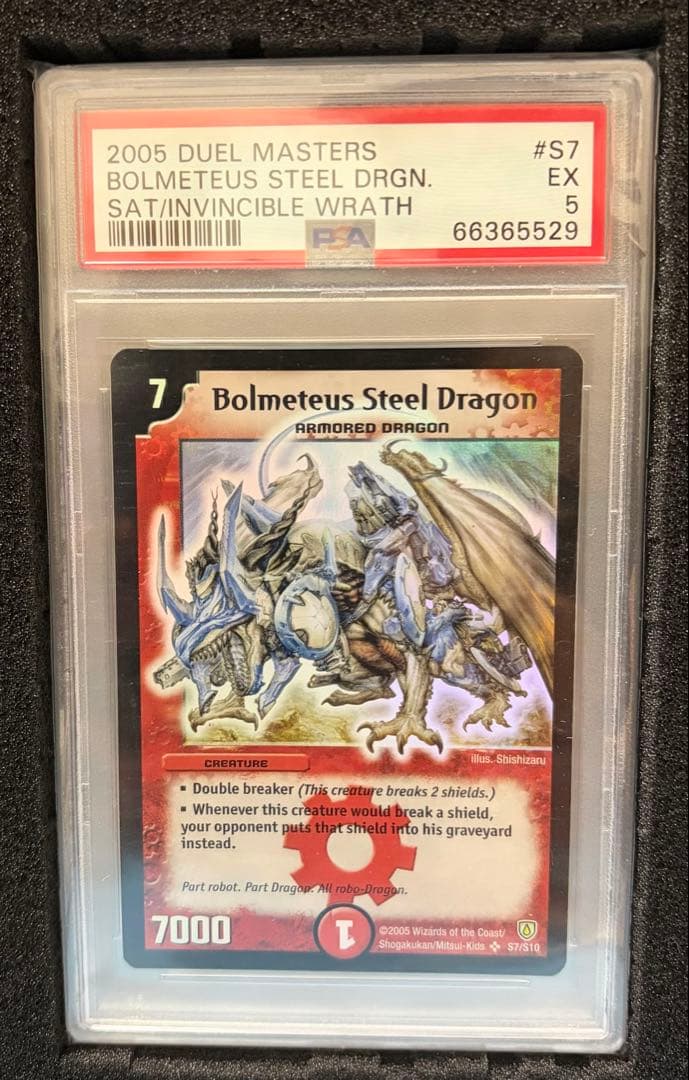 2005 DUEL MASTERS #S7
BOLMETEUS STEEL DRGN. EX
SAT/INVINCIBLE WRATH 5
PSA 66365529
7 Bolmeteus Steel Dragon
ARMORED DRAGON
illus. Shishizaru
CREATURE
▪ Double breaker (This creature breaks 2 shields.)
▪ Whenever this creature would break a shield,
your opponent puts that shield into his graveyard
instead.
Part robot. Part Dragon. All robo-Dragon.
7000
1
©2005 Wizards of the Coast/
Shogakukan/Mitsui-Kids S7/S10